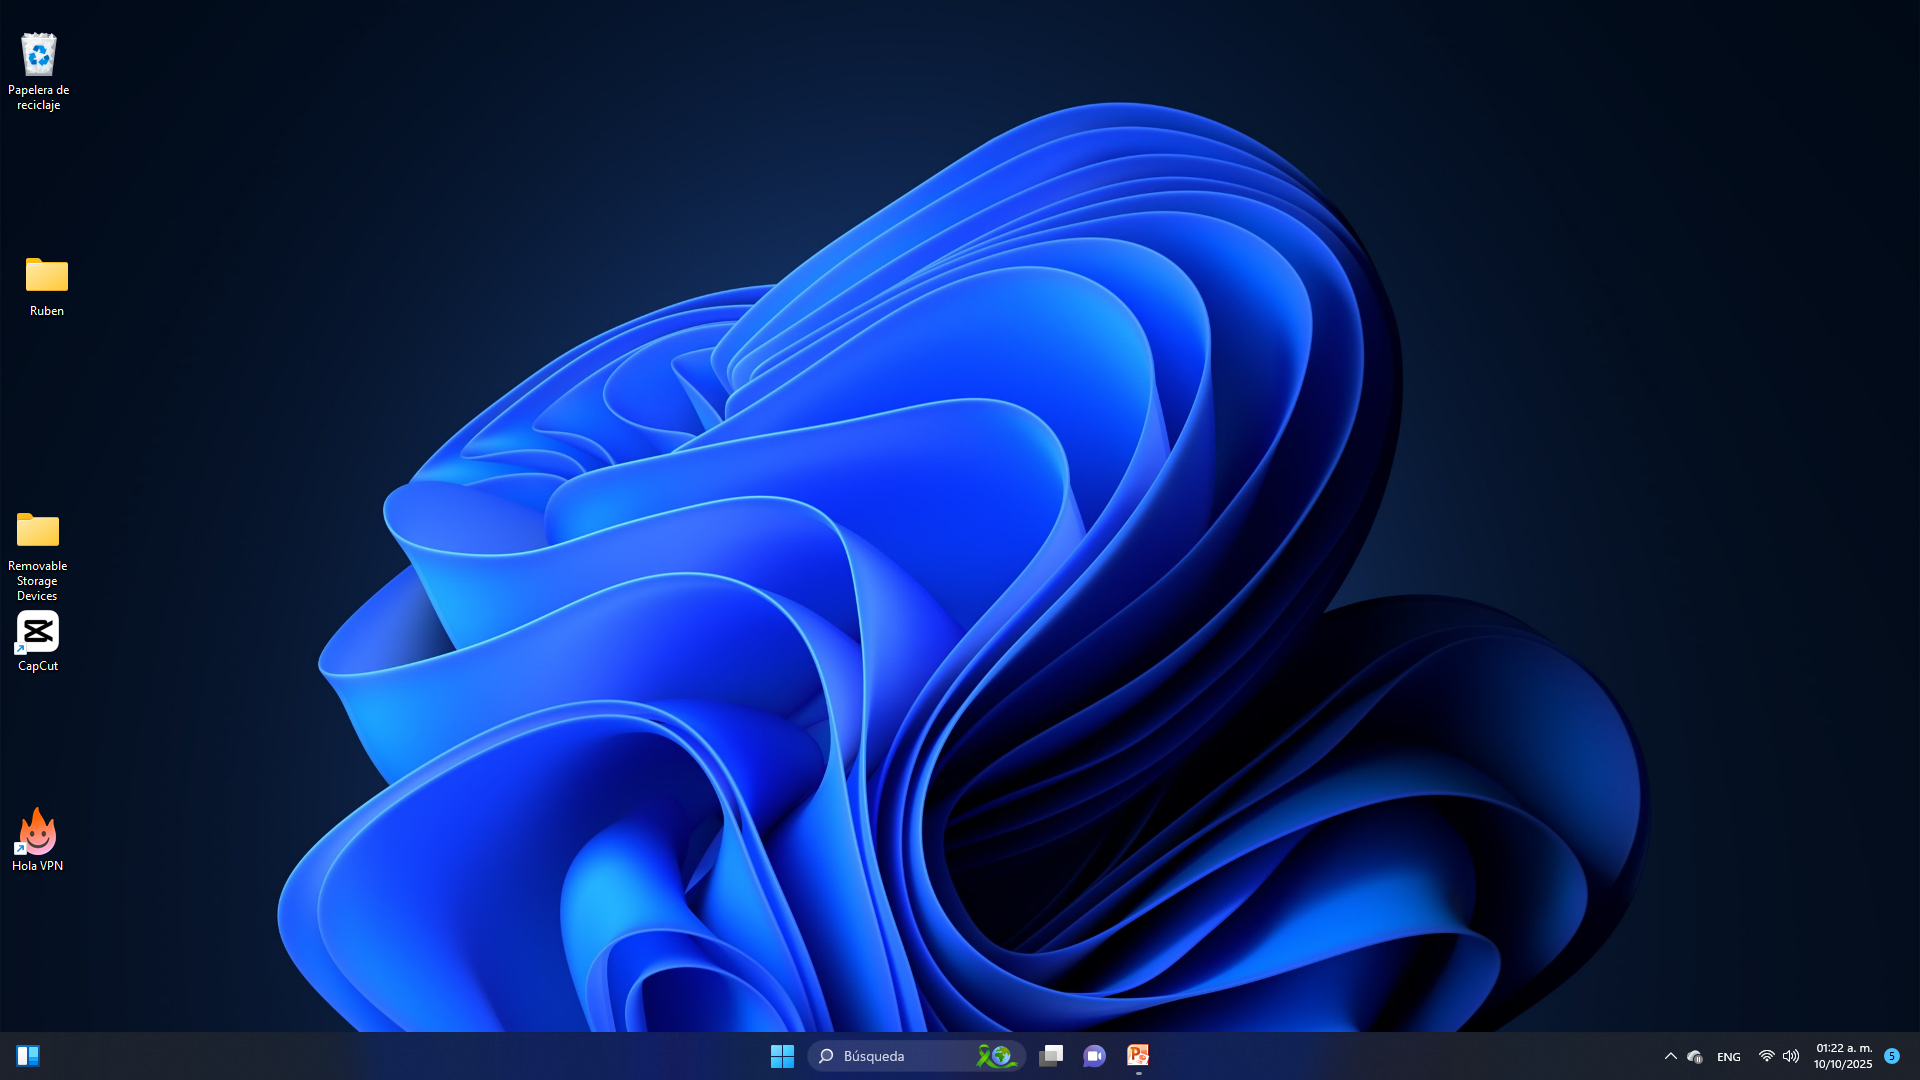 Papelera de
reciclaje
Ruben
Removable
Storage
Devices
CapCut
Hola VPN
Búsqueda
ENG
01:22 a. m.
10/10/2025
5